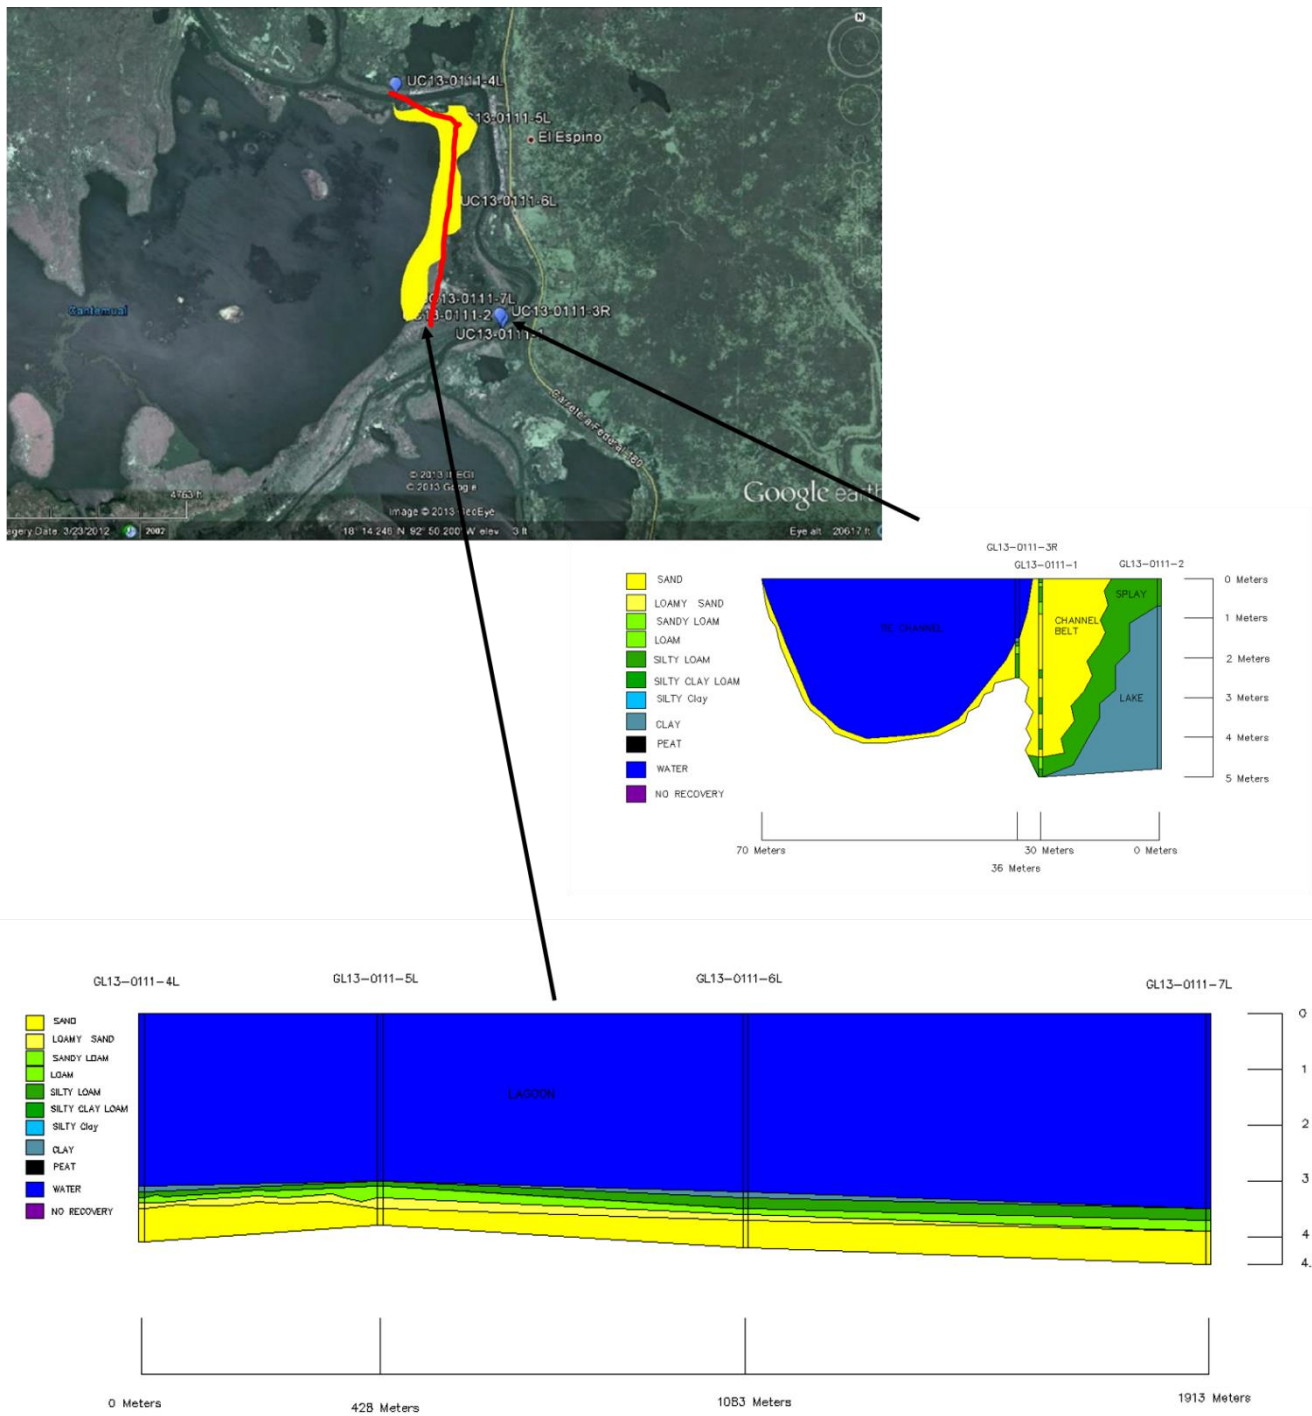 N
UC13-0111-4L
C13-0111-5L
El Espino
UC13-0111-6L
C13-0111-7L
13-0111-2
UC13-0111-3R
UC13-0111-1
Carretera Federal 180
© 2013 INEGI
© 2013 Google
Image © 2013 GeoEye
4763 ft
Google earth
agery Date: 3/23/2012
2002
18°14.246' N 92°50.200' W elev 3 ft
Eye alt 20617 ft
GL13-0111-3R
GL13-0111-1
GL13-0111-2
SAND
LOAMY SAND
SANDY LOAM
LOAM
SILTY LOAM
SILTY CLAY LOAM
SILTY Clay
CLAY
PEAT
WATER
NO RECOVERY
CHANNEL
CHANNEL
BELT
SPLAY
LAKE
0 Meters
1 Meters
2 Meters
3 Meters
4 Meters
5 Meters
70 Meters
36 Meters
30 Meters
0 Meters
GL13-0111-4L
GL13-0111-5L
GL13-0111-6L
GL13-0111-7L
SAND
LOAMY SAND
SANDY LOAM
LOAM
SILTY LOAM
SILTY CLAY LOAM
SILTY Clay
CLAY
PEAT
WATER
NO RECOVERY
LAGOON
0
1
2
3
4
4.
0 Meters
428 Meters
1083 Meters
1913 Meters